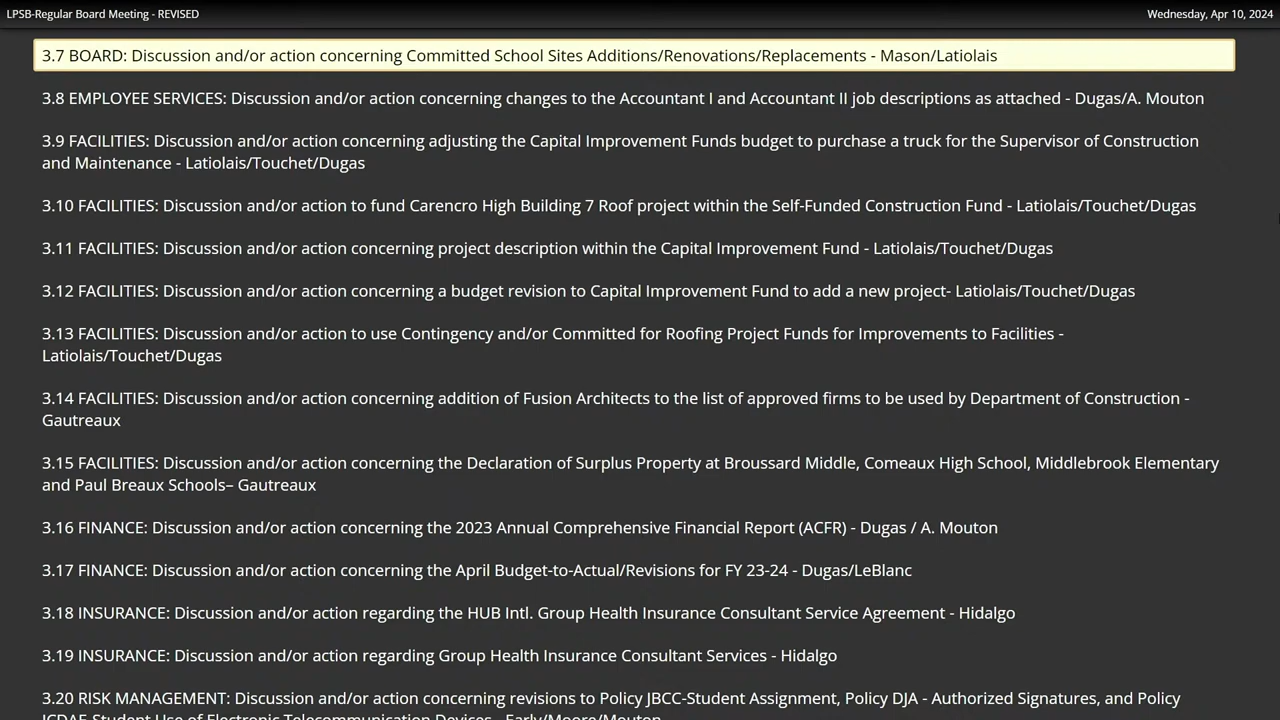 LPSB-Regular Board Meeting - REVISED
Wednesday, Apr 10, 2024
3.7 BOARD: Discussion and/or action concerning Committed School Sites Additions/Renovations/Replacements - Mason/Latiolais
3.8 EMPLOYEE SERVICES: Discussion and/or action concerning changes to the Accountant I and Accountant II job descriptions as attached - Dugas/A. Mouton
3.9 FACILITIES: Discussion and/or action concerning adjusting the Capital Improvement Funds budget to purchase a truck for the Supervisor of Construction
and Maintenance - Latiolais/Touchet/Dugas
3.10 FACILITIES: Discussion and/or action to fund Carencro High Building 7 Roof project within the Self-Funded Construction Fund - Latiolais/Touchet/Dugas
3.11 FACILITIES: Discussion and/or action concerning project description within the Capital Improvement Fund - Latiolais/Touchet/Dugas
3.12 FACILITIES: Discussion and/or action concerning a budget revision to Capital Improvement Fund to add a new project- Latiolais/Touchet/Dugas
3.13 FACILITIES: Discussion and/or action to use Contingency and/or Committed for Roofing Project Funds for Improvements to Facilities -
Latiolais/Touchet/Dugas
3.14 FACILITIES: Discussion and/or action concerning addition of Fusion Architects to the list of approved firms to be used by Department of Construction -
Gautreaux
3.15 FACILITIES: Discussion and/or action concerning the Declaration of Surplus Property at Broussard Middle, Comeaux High School, Middlebrook Elementary
and Paul Breaux Schools– Gautreaux
3.16 FINANCE: Discussion and/or action concerning the 2023 Annual Comprehensive Financial Report (ACFR) - Dugas / A. Mouton
3.17 FINANCE: Discussion and/or action concerning the April Budget-to-Actual/Revisions for FY 23-24 - Dugas/LeBlanc
3.18 INSURANCE: Discussion and/or action regarding the HUB Intl. Group Health Insurance Consultant Service Agreement - Hidalgo
3.19 INSURANCE: Discussion and/or action regarding Group Health Insurance Consultant Services - Hidalgo
3.20 RISK MANAGEMENT: Discussion and/or action concerning revisions to Policy JBCC-Student Assignment, Policy DJA - Authorized Signatures, and Policy
Student Use of Electronic Telecommunication Devices - Early/Moore/Mouton